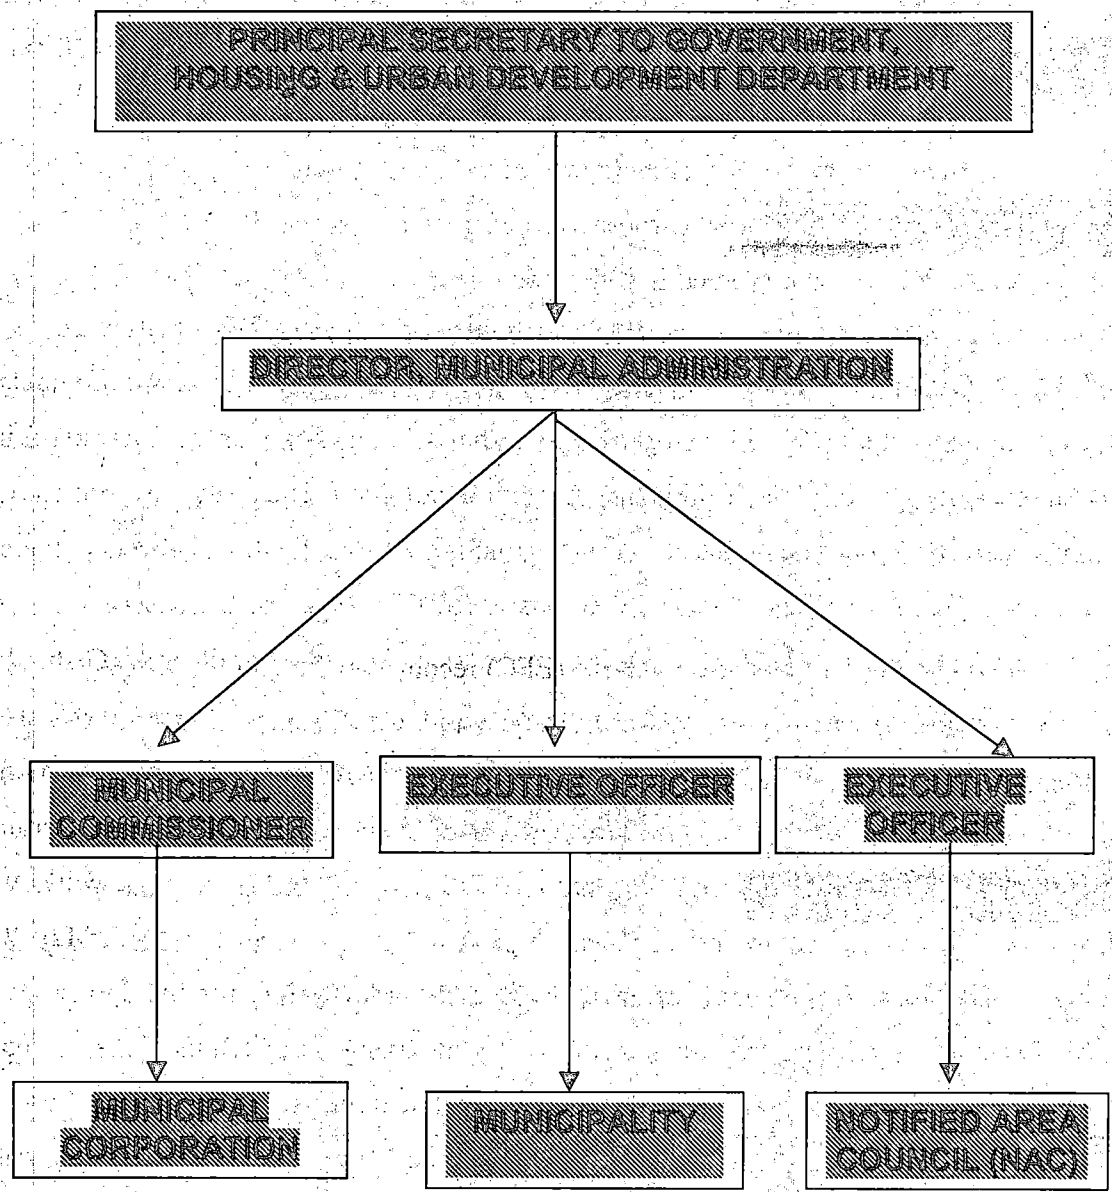 PRINCIPAL SECRETARY TO GOVERNMENT,
HOUSING & URBAN DEVELOPMENT DEPARTMENT
DIRECTOR, MUNICIPAL ADMINISTRATION
MUNICIPAL
COMMISSIONER
EXECUTIVE OFFICER
EXECUTIVE
OFFICER
MUNICIPAL
CORPORATION
MUNICIPALITY
NOTIFIED AREA
COUNCIL (NAC)